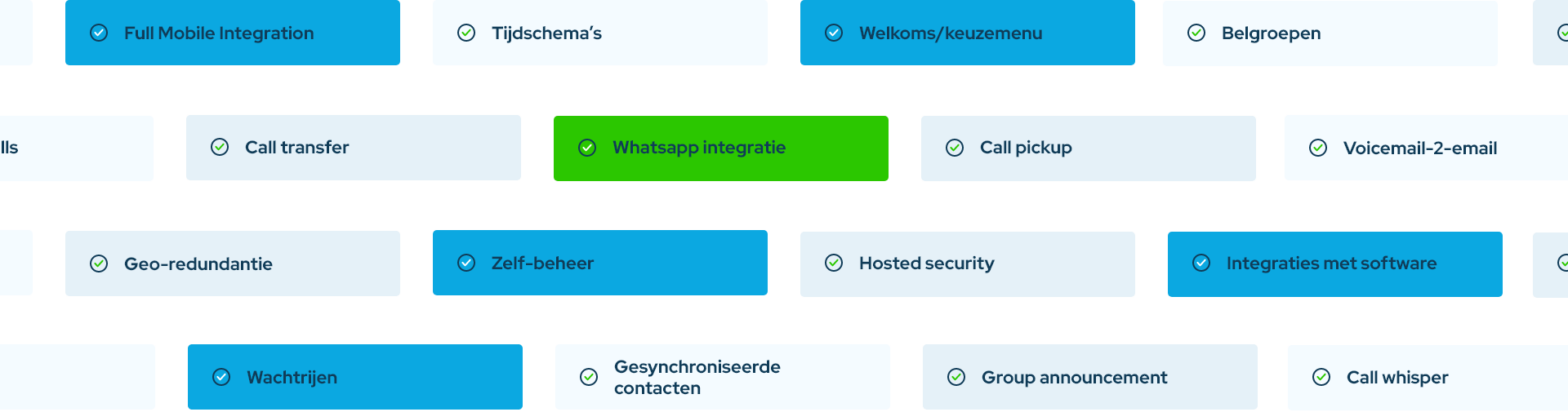 Full Mobile Integration
Tijdschema’s
Welkoms/keuzemenu
Belgroepen
lls
Call transfer
Whatsapp integratie
Call pickup
Voicemail-2-email
Geo-redundantie
Zelf-beheer
Hosted security
Integraties met software
Wachtrijen
Gesynchroniseerde
contacten
Group announcement
Call whisper